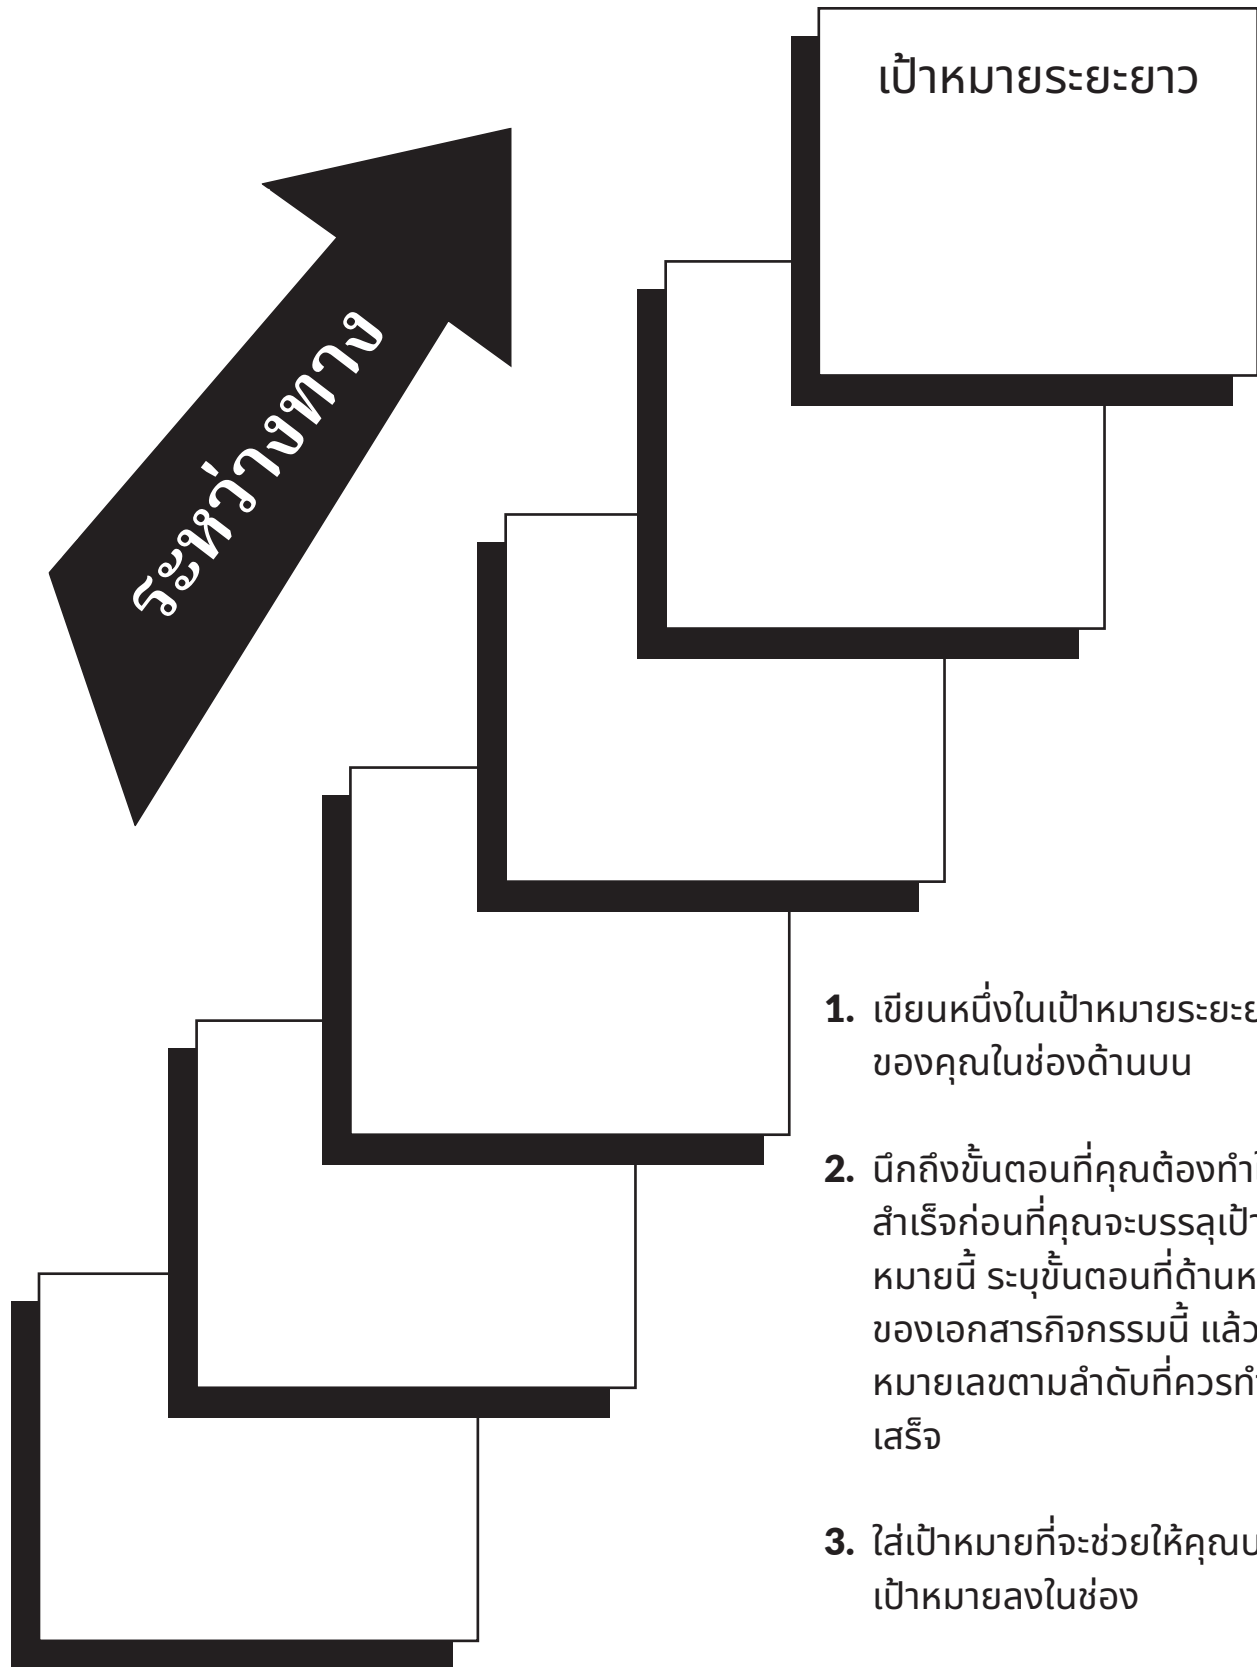 เป้าหมายระยะยาว
ระหว่างทาง
1. เขียนหนึ่งในเป้าหมายระยะย
ของคุณในช่องด้านบน
2. นึกถึงขั้นตอนที่คุณต้องทำใ
สำเร็จก่อนที่คุณจะบรรลุเป้า
หมายนี้ ระบุขั้นตอนที่ด้านห
ของเอกสารกิจกรรมนี้ แล้ว
หมายเลขตามลำดับที่ควรทำ
เสร็จ
3. ใส่เป้าหมายที่จะช่วยให้คุณบ
เป้าหมายลงในช่อง